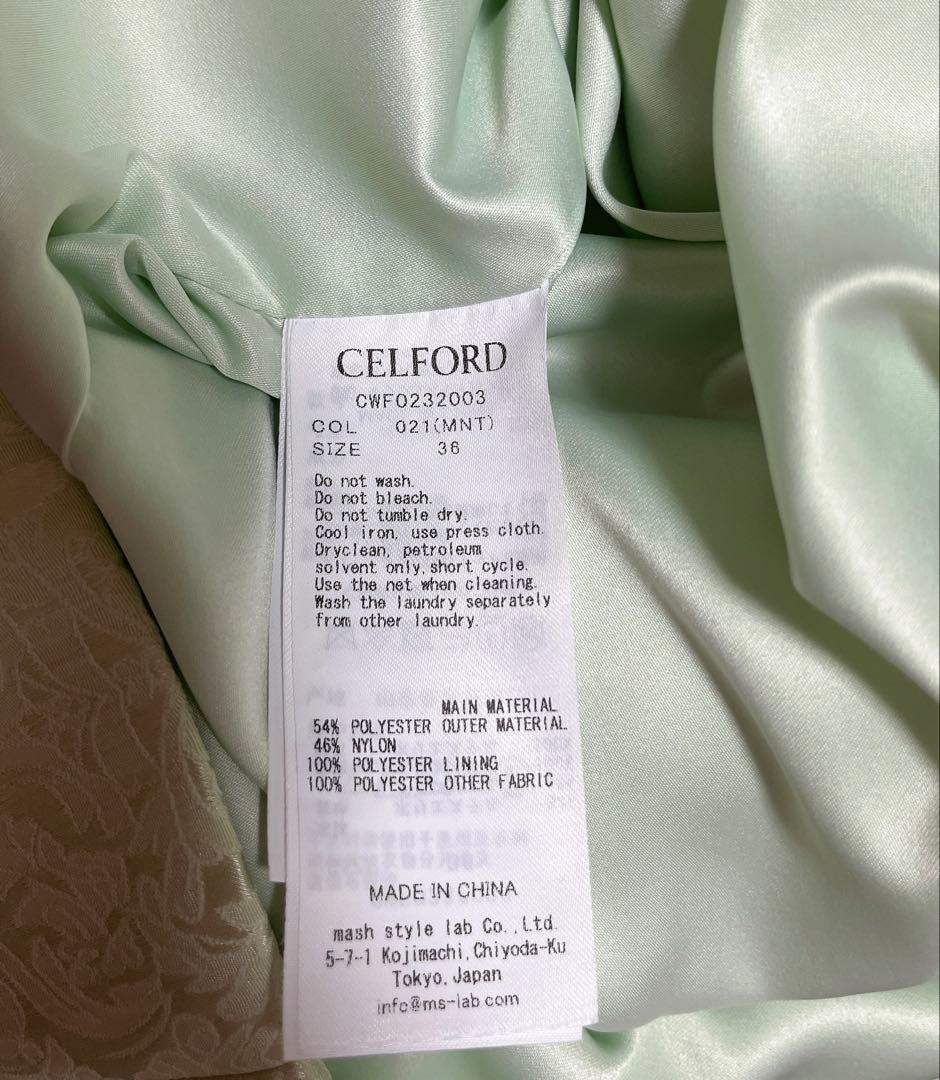 CELFORD
CWF0232003
COL 021(MNT)
SIZE 36
Do not wash.
Do not bleach.
Do not tumble dry.
Cool iron, use press cloth.
Dryclean, petroleum
solvent only, short cycle.
Use the net when cleaning.
Wash the laundry separately
from other laundry.
MAIN MATERIAL
54% POLYESTER OUTER MATERIAL
46% NYLON
100% POLYESTER LINING
100% POLYESTER OTHER FABRIC
MADE IN CHINA
mash style lab Co., Ltd.
5-7-1 Kojimachi, Chiyoda-Ku
Tokyo, Japan
info@ms-lab.com